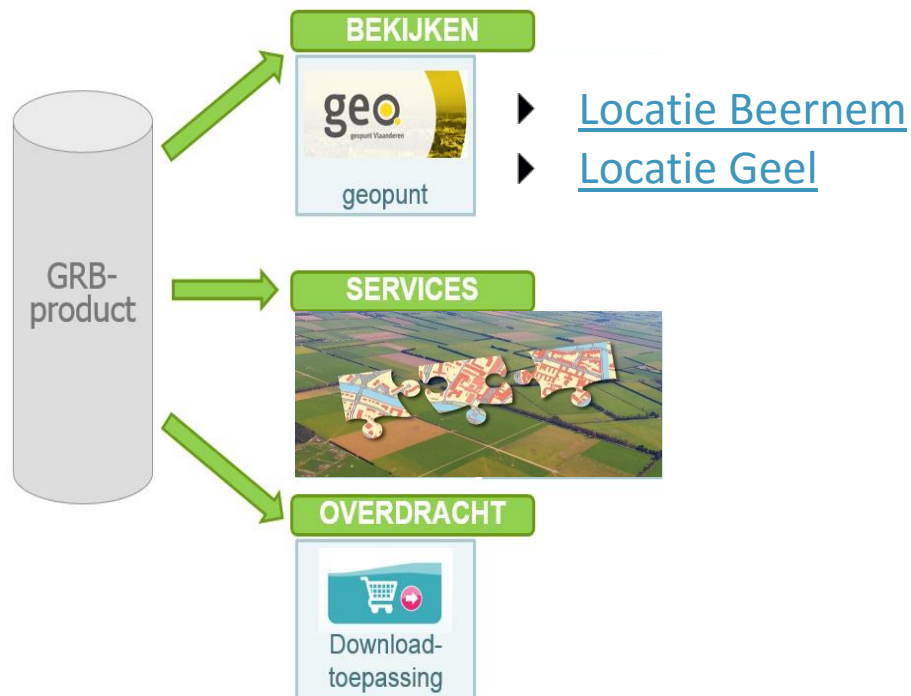 BEKIJKEN
geo
geopunt Vlaanderen
geopunt
Locatie Beernem
Locatie Geel
GRB-
product
SERVICES
OVERDRACHT
Download-
toepassing